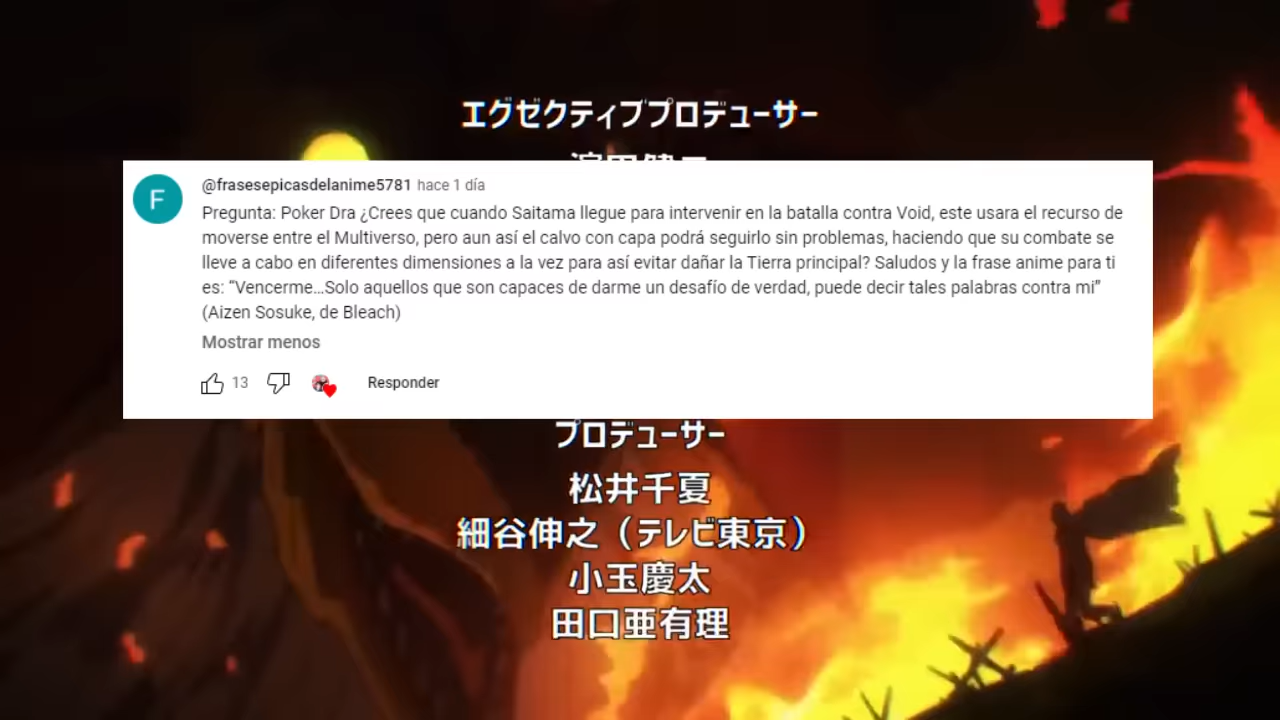 エグゼクティブプロデューサー
F
@frasesepicasdelanime5781 hace 1 día
Pregunta: Poker Dra ¿Crees que cuando Saitama llegue para intervenir en la batalla contra Void, este usara el recurso de
moverse entre el Multiverso, pero aun así el calvo con capa podrá seguirlo sin problemas, haciendo que su combate se
lleve a cabo en diferentes dimensiones a la vez para así evitar dañar la Tierra principal? Saludos y la frase anime para ti
es: “Vencerme...Solo aquellos que son capaces de darme un desafío de verdad, puede decir tales palabras contra mi”
(Aizen Sosuke, de Bleach)
Mostrar menos
13 Responder
プロデューサー
松井千夏
細谷伸之（テレビ東京）
小玉慶太
田口亜有理